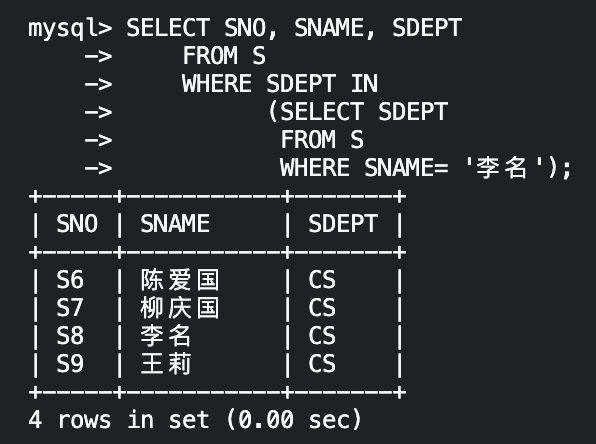 mysql> SELECT SNO, SNAME, SDEPT
    ->     FROM S
    ->     WHERE SDEPT IN
    ->           (SELECT SDEPT
    ->            FROM S
    ->            WHERE SNAME= '李名');
+-----+-----------+-------+
| SNO | SNAME     | SDEPT |
+-----+-----------+-------+
| S6  | 陈爱国    | CS    |
| S7  | 柳庆国    | CS    |
| S8  | 李名      | CS    |
| S9  | 王莉      | CS    |
+-----+-----------+-------+
4 rows in set (0.00 sec)